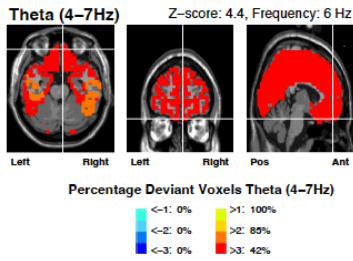 Theta (4-7Hz) Z-score: 4.4, Frequency: 6 Hz
Left Right Left Right Pos Ant
Percentage Deviant Voxels Theta (4-7Hz)
<-1: 0% >1: 100%
<-2: 0% >2: 85%
<-3: 0% >3: 42%